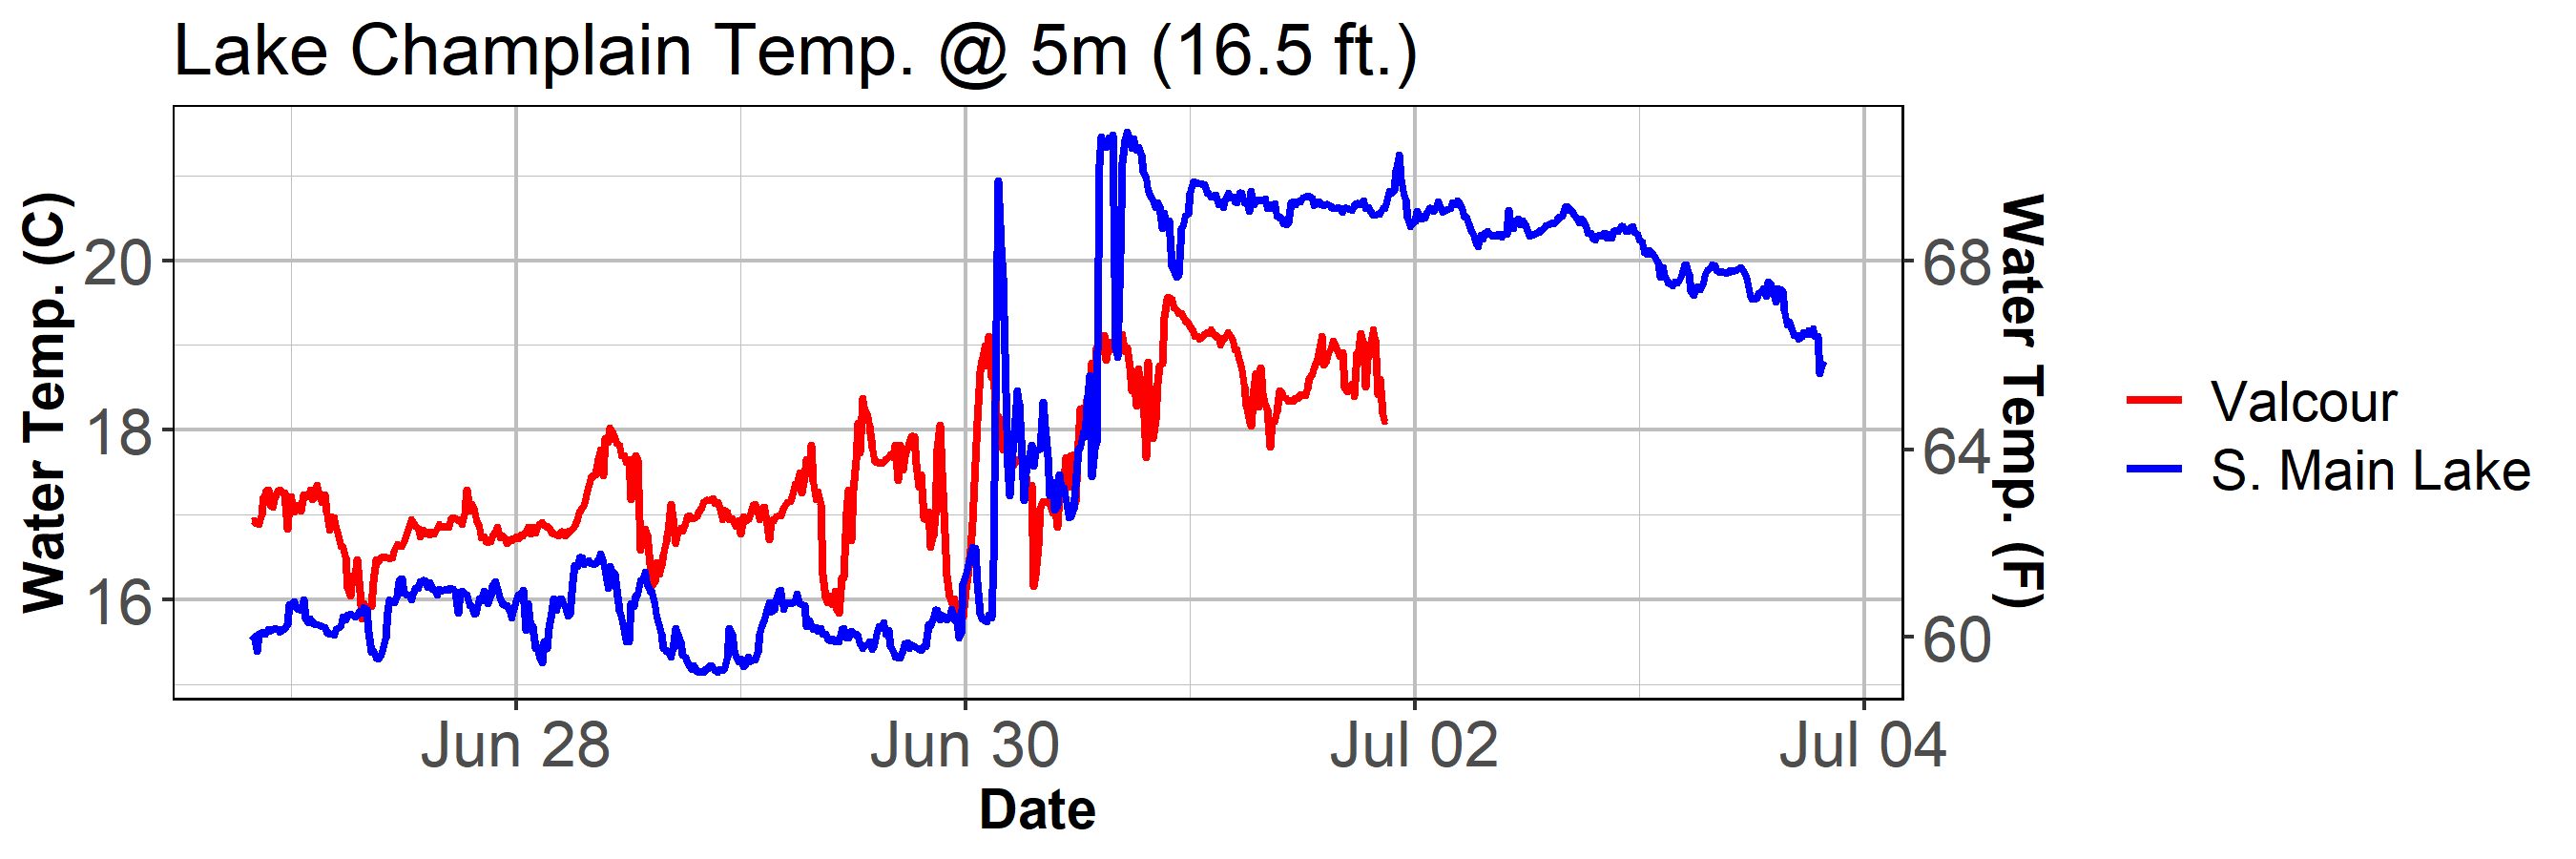 Lake Champlain Temp. @ 5m (16.5 ft.)
Water Temp. (C)
20
18
16
68
64
60
Water Temp. (F)
Jun 28
Jun 30
Jul 02
Jul 04
Date
Valcour
S. Main Lake